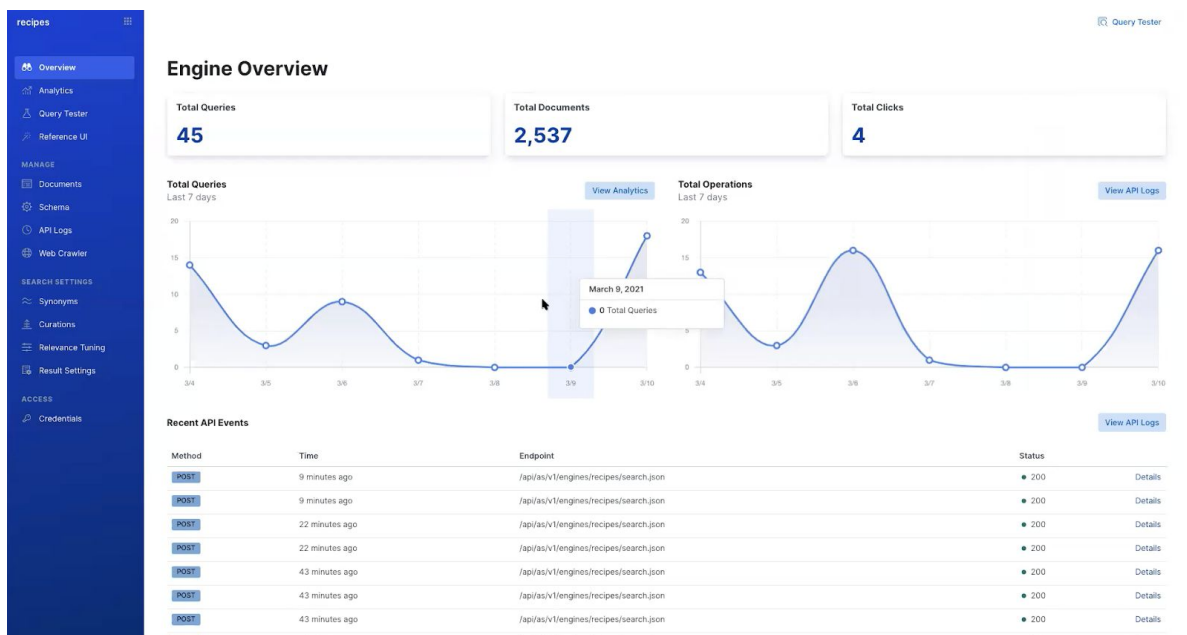 recipes
Query Tester
Overview
Analytics
Query Tester
Reference UI
MANAGE
Documents
Schema
API Logs
Web Crawler
SEARCH SETTINGS
Synonyms
Curations
Relevance Tuning
Result Settings
ACCESS
Credentials
Engine Overview
Total Queries
45
Total Documents
2,537
Total Clicks
4
Total Queries
Last 7 days
View Analytics
20
15
10
5
0
3/4 3/5 3/6 3/7 3/8 3/9 3/10
March 9, 2021
0 Total Queries
Total Operations
Last 7 days
View API Logs
20
15
5
0
3/4 3/5 3/6 3/7 3/8 3/9 3/10
Recent API Events
View API Logs
Method Time Endpoint Status
POST 9 minutes ago /api/as/v1/engines/recipes/search.json 200 Details
POST 9 minutes ago /api/as/v1/engines/recipes/search.json 200 Details
POST 22 minutes ago /api/as/v1/engines/recipes/search.json 200 Details
POST 22 minutes ago /api/as/v1/engines/recipes/search.json 200 Details
POST 43 minutes ago /api/as/v1/engines/recipes/search.json 200 Details
POST 43 minutes ago /api/as/v1/engines/recipes/search.json 200 Details
POST 43 minutes ago /api/as/v1/engines/recipes/search.json 200 Details